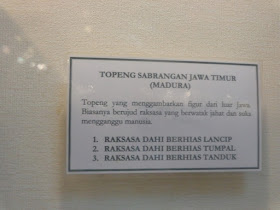 TOPENG SABRANGAN JAWA TIMUR
(MADURA)
Topeng yang menggambarkan figur dari luar jawa.
Biasanya berujud raksasa yang berwatak jahat dan suka
mengganggu manusia.
1. RAKSASA DAHI BERHIAS LANCIP
2. RAKSASA DAHI BERHIAS TUMPAL
3. RAKSASA DAHI BERHIAS TANDUK